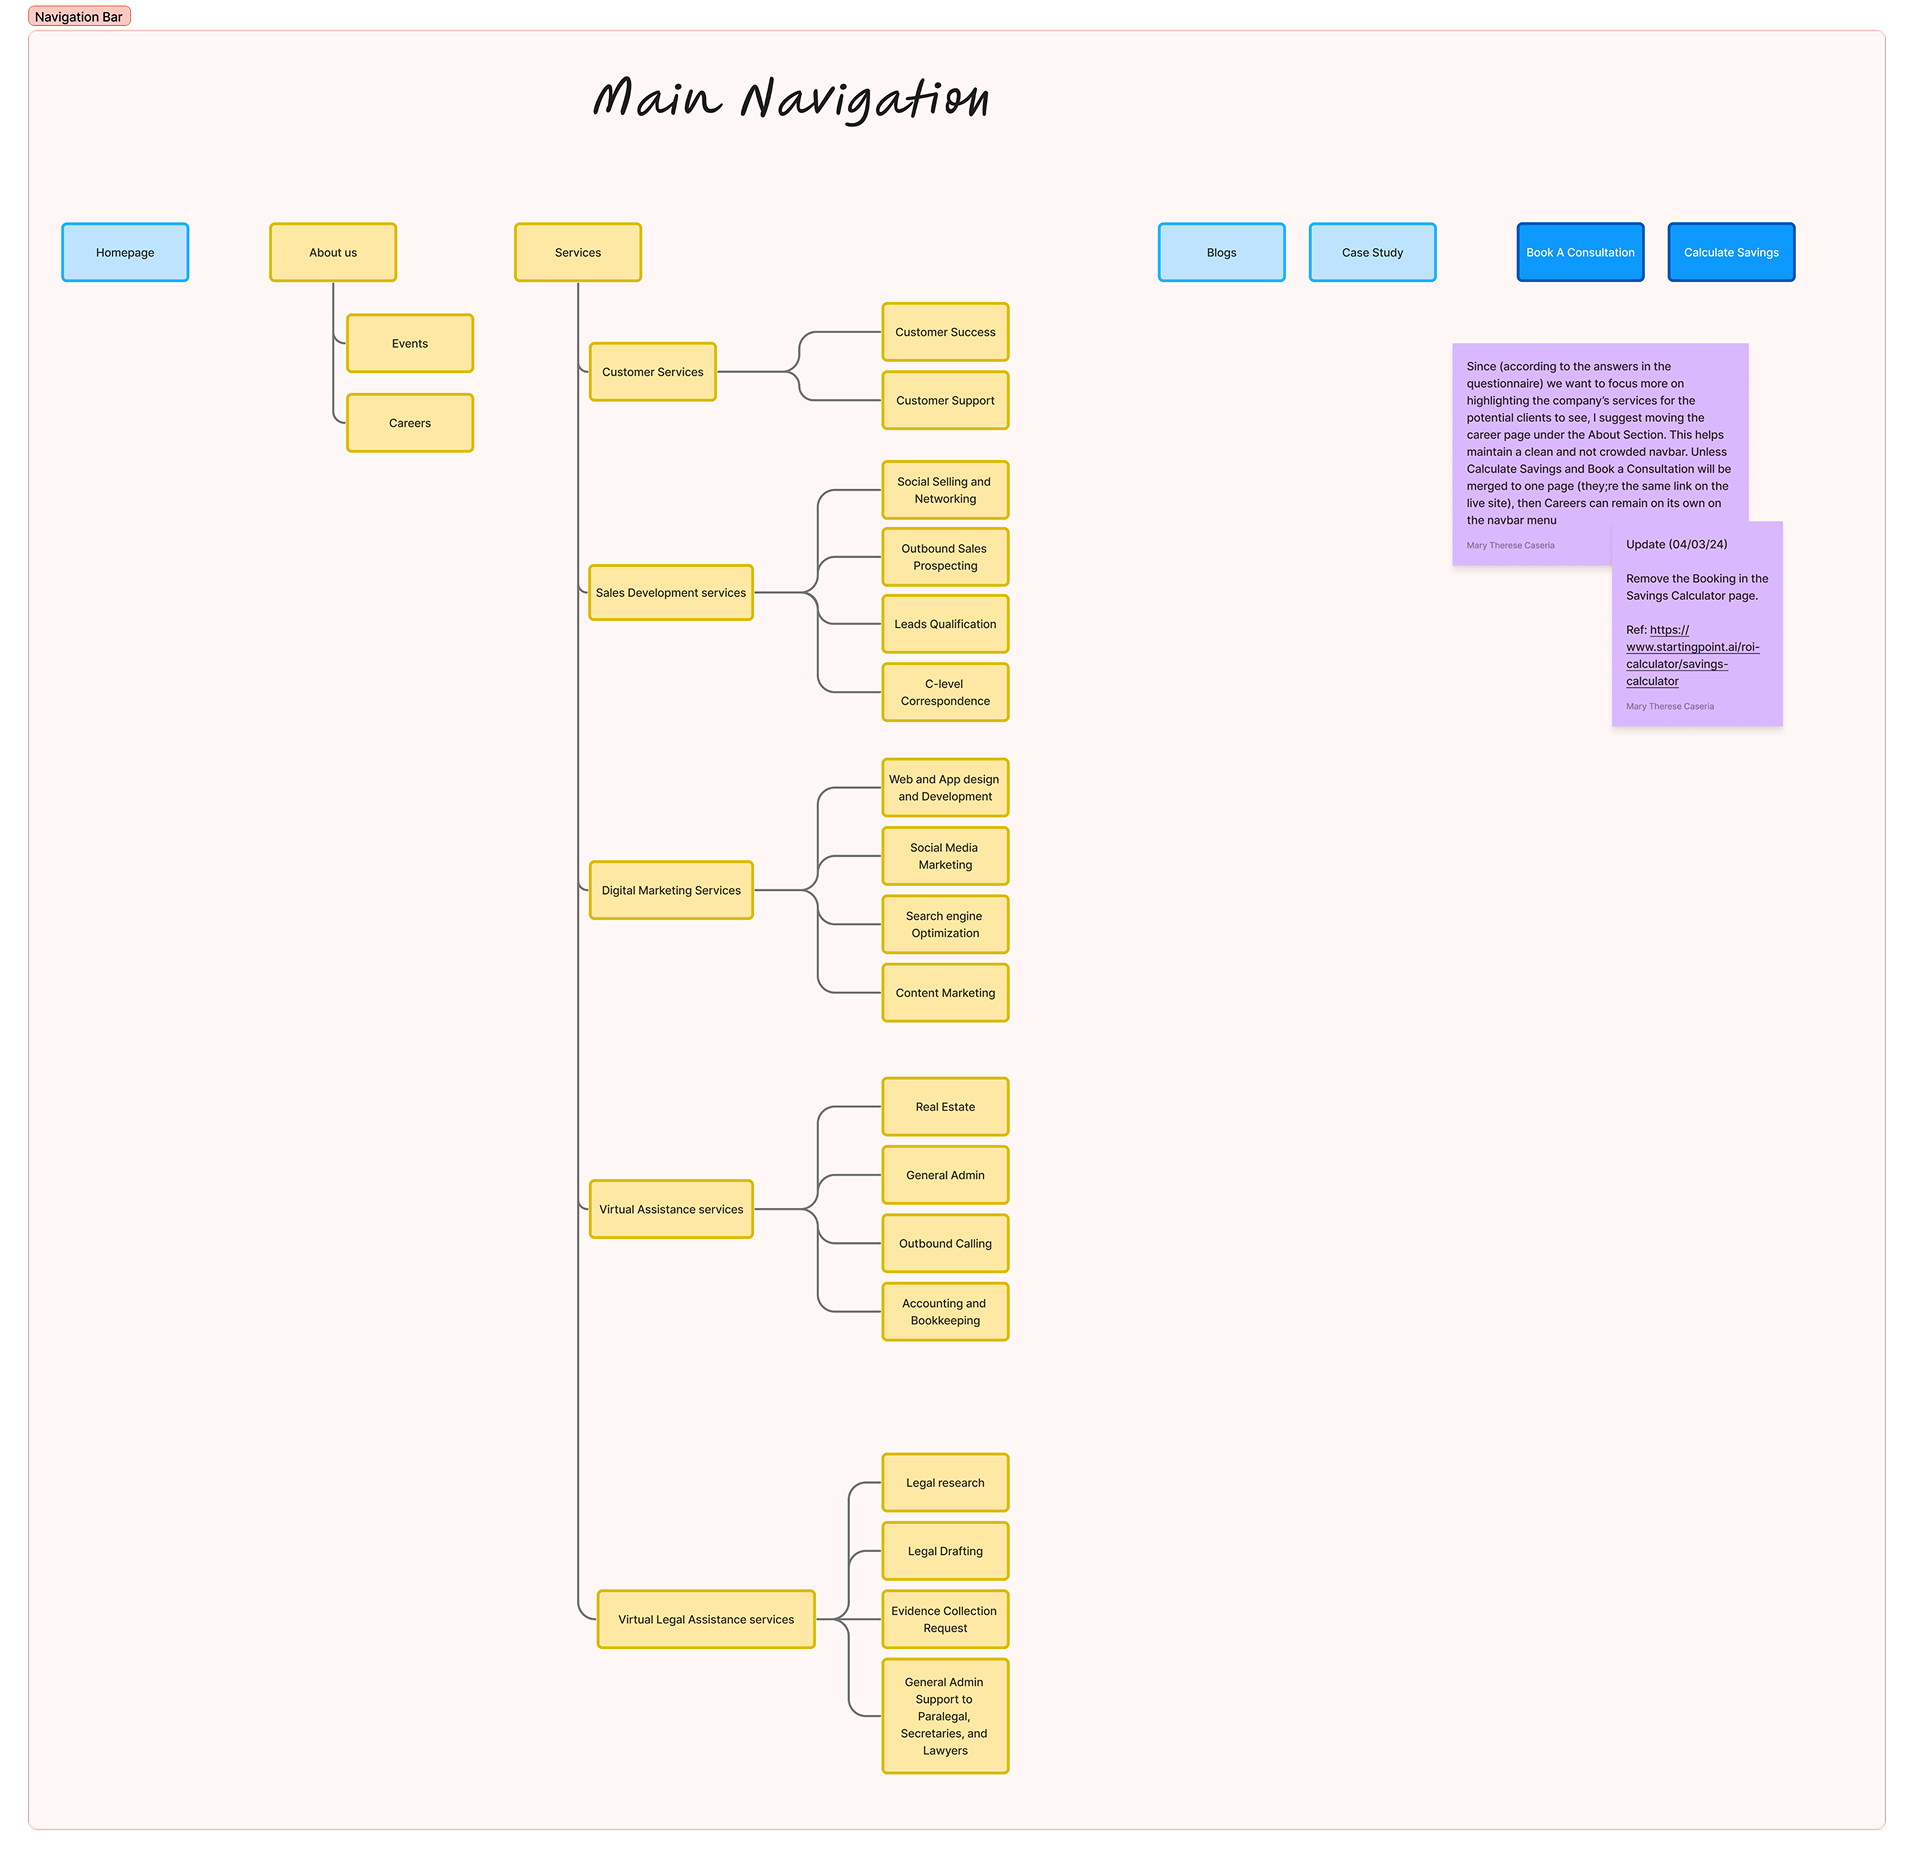 Navigation Bar
Main Navigation
Homepage
About us
Services
Blogs
Case Study
Book A Consultation
Calculate Savings
Events
Careers
Customer Services
Customer Success
Customer Support
Sales Development services
Social Selling and
Networking
Outbound Sales
Prospecting
Leads Qualification
C-level
Correspondence
Digital Marketing Services
Web and App design
and Development
Social Media
Marketing
Search engine
Optimization
Content Marketing
Virtual Assistance services
Real Estate
General Admin
Outbound Calling
Accounting and
Bookkeeping
Virtual Legal Assistance services
Legal research
Legal Drafting
Evidence Collection
Request
General Admin
Support to
Paralegal,
Secretaries, and
Lawyers
Since (according to the answers in the
questionnaire) we want to focus more on
highlighting the company's services for the
potential clients to see, I suggest moving the
career page under the About Section. This helps
maintain a clean and not crowded navbar. Unless
Calculate Savings and Book a Consultation will be
merged to one page (they;re the same link on the
live site), then Careers can remain on its own on
the navbar menu
Mary Therese Caseria
Update (04/03/24)
Remove the Booking in the
Savings Calculator page.
Ref: https://
www.startingpoint.ai/roi-
calculator/savings-
calculator
Mary Therese Caseria